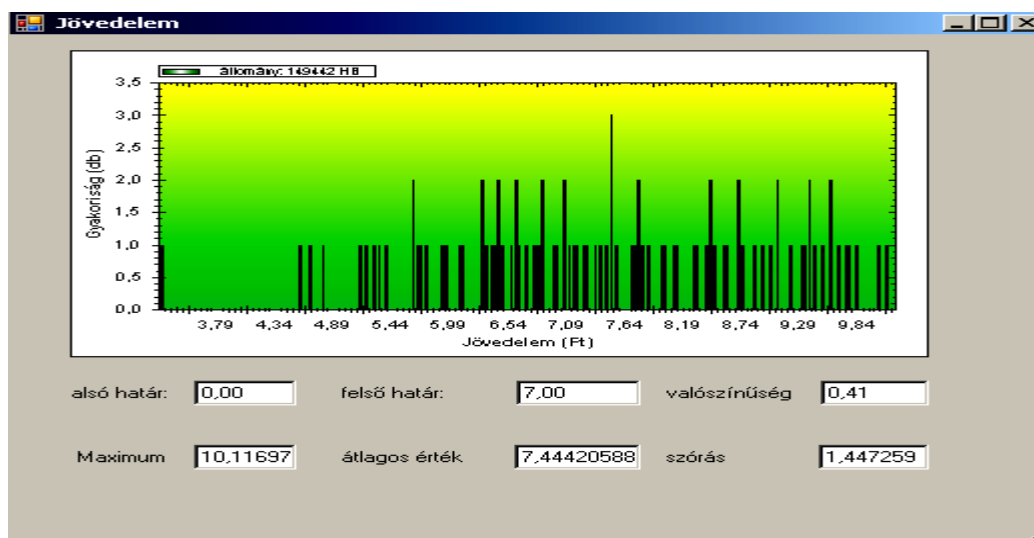 Jövedelem
állomány: 149442 HB
Gyakoriság (db)
3,5
3,0
2,5
2,0
1,5
1,0
0,5
0,0
3,79 4,34 4,89 5,44 5,99 6,54 7,09 7,64 8,19 8,74 9,29 9,84
Jövedelem (Ft)
alsó határ: 0,00 felső határ: 7,00 valószínűség 0,41
Maximum 10,11697 átlagos érték 7,44420588 szórás 1,447259